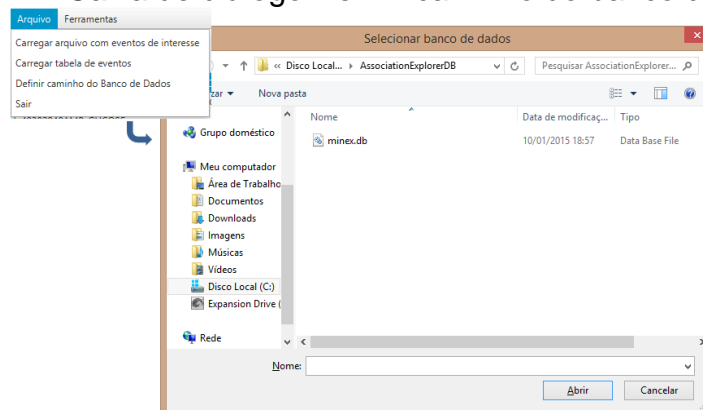 Arquivo Ferramentas
Carregar arquivo com eventos de interesse
Carregar tabela de eventos
Definir caminho do Banco de Dados
Sair
Selecionar banco de dados
« Disco Local... AssociationExplorerDB
Pesquisar AssociationExplorer...
Nova pasta
Nome Data de modificaç... Tipo
Grupo doméstico
minex.db 10/01/2015 18:57 Data Base File
Meu computador
Área de Trabalho
Documentos
Downloads
Imagens
Músicas
Vídeos
Disco Local (C:)
Expansion Drive (
Rede
Nome:
Abrir Cancelar